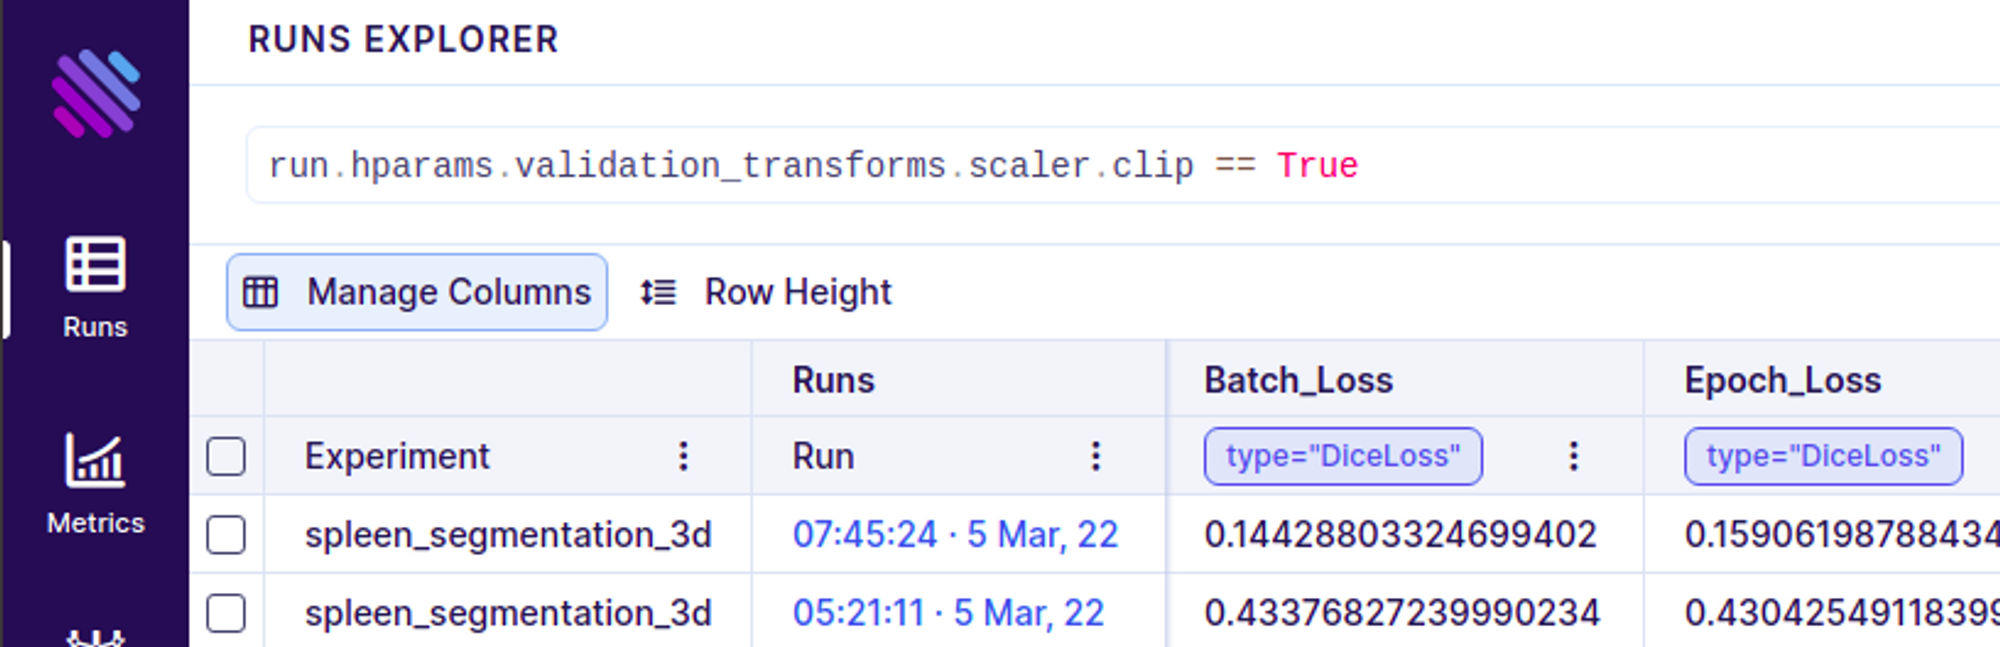 RUNS EXPLORER
run.hparams.validation_transforms.scaler.clip == True
Manage Columns Row Height
Runs
Metrics
Runs Batch_Loss Epoch_Loss
Experiment Run type="DiceLoss" type="DiceLoss"
spleen_segmentation_3d 07:45:24 · 5 Mar, 22 0.14428803324699402 0.15906198788434
spleen_segmentation_3d 05:21:11 · 5 Mar, 22 0.43376827239990234 0.43042549118399